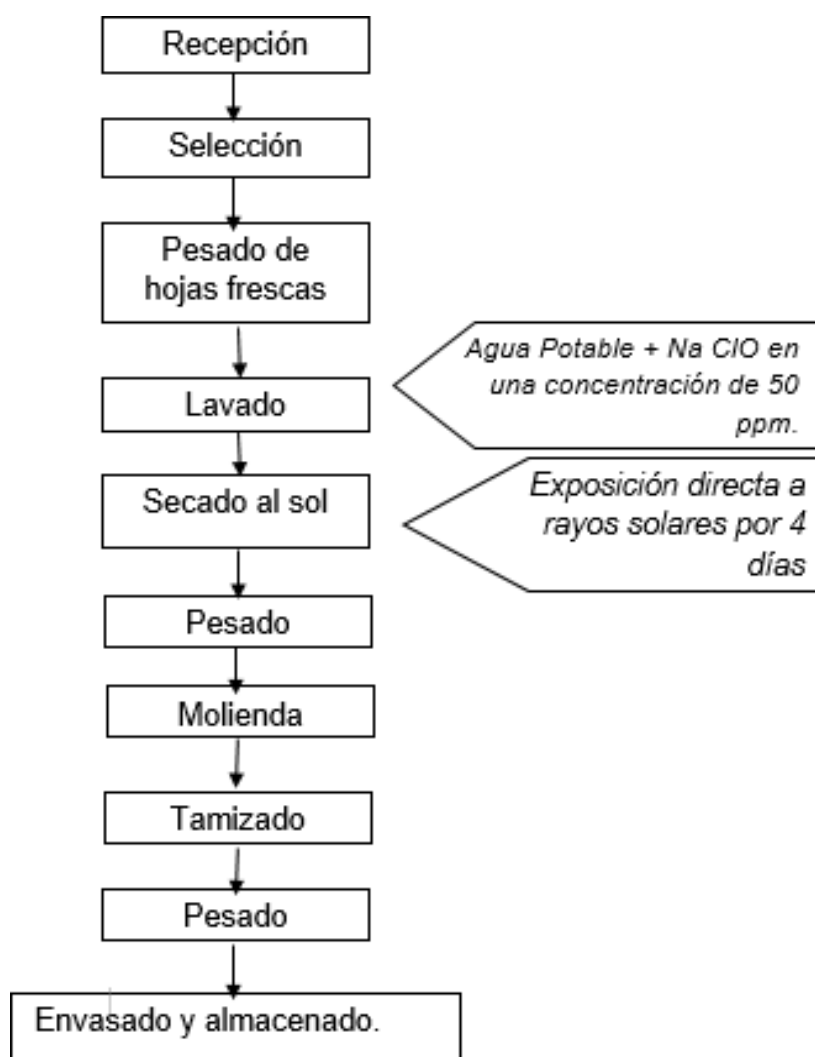 Recepción
Selección
Pesado de
hojas frescas
Agua Potable + Na ClO en
una concentración de 50
ppm.
Lavado
Exposición directa a
rayos solares por 4
días
Secado al sol
Pesado
Molienda
Tamizado
Pesado
Envasado y almacenado.